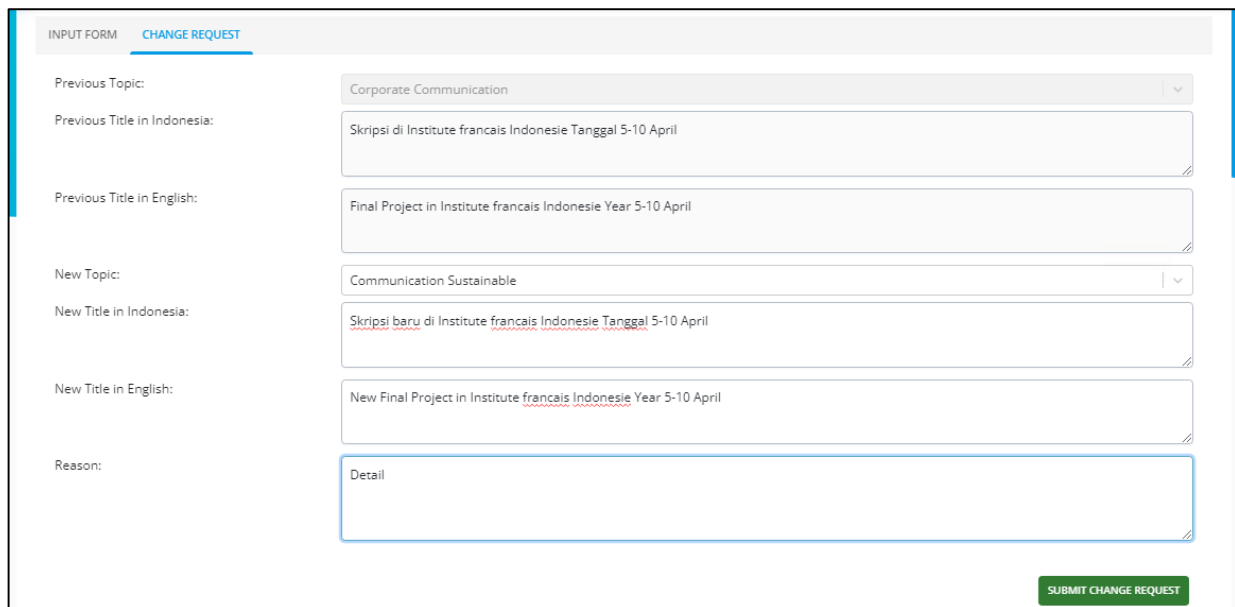 INPUT FORM CHANGE REQUEST
Previous Topic: Corporate Communication
Previous Title in Indonesia: Skripsi di Institute francais Indonesie Tanggal 5-10 April
Previous Title in English: Final Project in Institute francais Indonesie Year 5-10 April
New Topic: Communication Sustainable
New Title in Indonesia: Skripsi baru di Institute francais Indonesie Tanggal 5-10 April
New Title in English: New Final Project in Institute francais Indonesie Year 5-10 April
Reason: Detail
SUBMIT CHANGE REQUEST